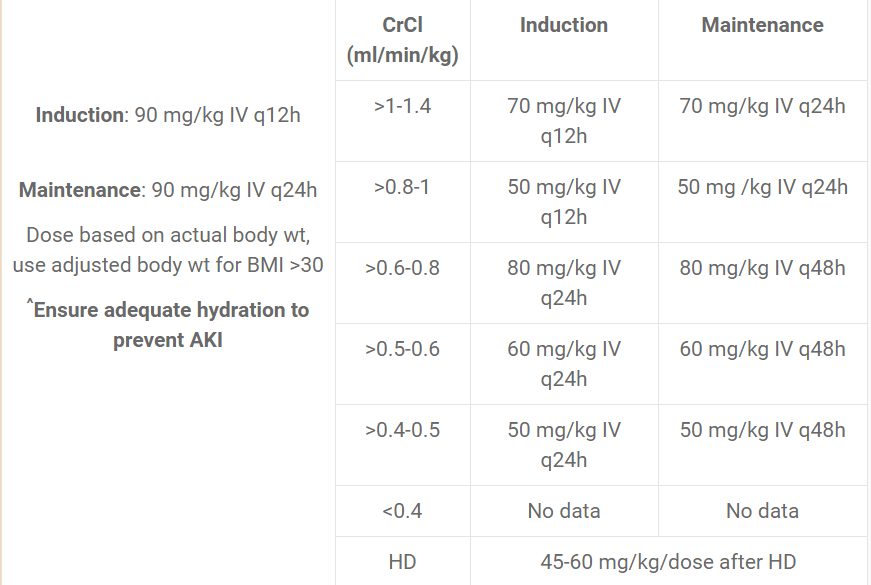 CrCl
(ml/min/kg)
Induction
Maintenance
Induction: 90 mg/kg IV q12h
Maintenance: 90 mg/kg IV q24h
Dose based on actual body wt,
use adjusted body wt for BMI >30
^Ensure adequate hydration to
prevent AKI
>1-1.4
70 mg/kg IV
q12h
70 mg/kg IV q24h
>0.8-1
50 mg/kg IV
q12h
50 mg /kg IV q24h
>0.6-0.8
80 mg/kg IV
q24h
80 mg/kg IV q48h
>0.5-0.6
60 mg/kg IV
q24h
60 mg/kg IV q48h
>0.4-0.5
50 mg/kg IV
q24h
50 mg/kg IV q48h
<0.4
No data
No data
HD
45-60 mg/kg/dose after HD